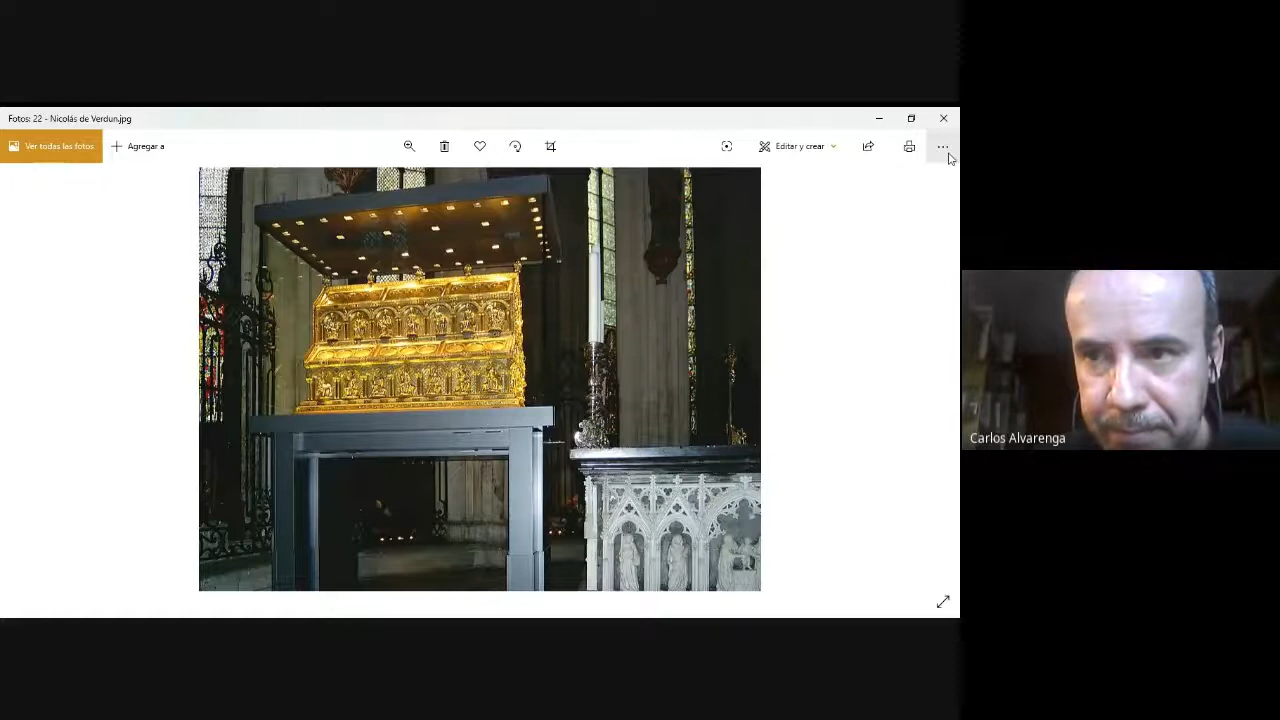 Fotos: 22 - Nicolás de Verdun.jpg
Ver todas las fotos
Agregar a
Editar y crear
Carlos Alvarenga